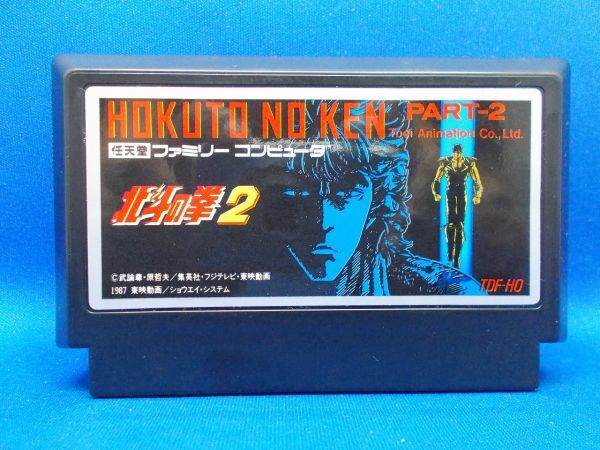 HOKUTO NO KEN PART-2
Toei Animation Co., Ltd.
任天堂 ファミリー コンピュータ™
北斗の拳2
©武論尊・原哲夫/集英社・フジテレビ・東映動画
1987 東映動画/ショウエイ・システム
TDF-HO